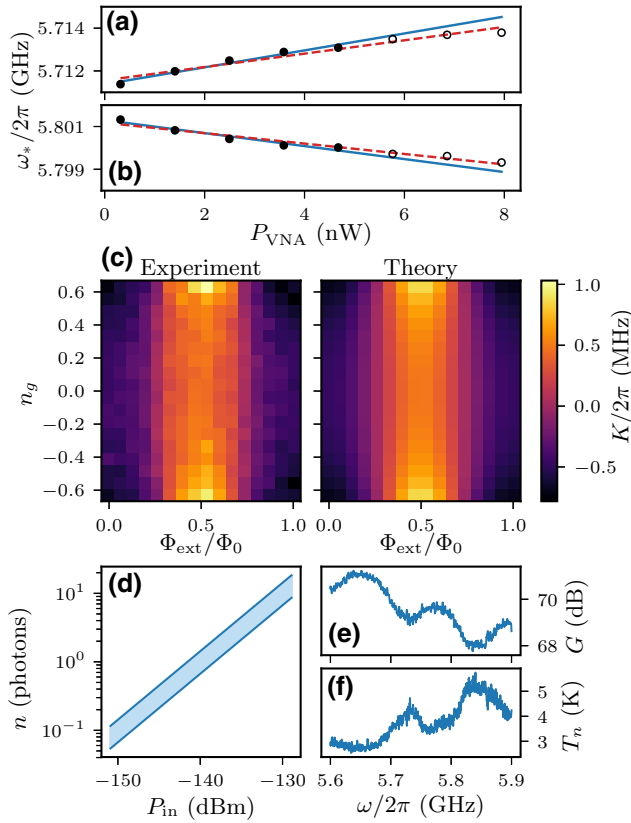 (a)
5.714
5.712
(b)
5.801
5.799
ω*/2π (GHz)
0 2 4 6 8
P_VNA (nW)
(c)
Experiment Theory
0.6
0.4
0.2
0.0
−0.2
−0.4
−0.6
n_g
0.0 0.5 1.0
Φ_ext/Φ_0
0.0 0.5 1.0
Φ_ext/Φ_0
1.0
0.5
0.0
−0.5
K/2π (MHz)
(d)
10^1
10^0
10^−1
n (photons)
−150 −140 −130
P_in (dBm)
(e)
70
68
G (dB)
(f)
5
4
3
T_n (K)
5.6 5.7 5.8 5.9
ω/2π (GHz)